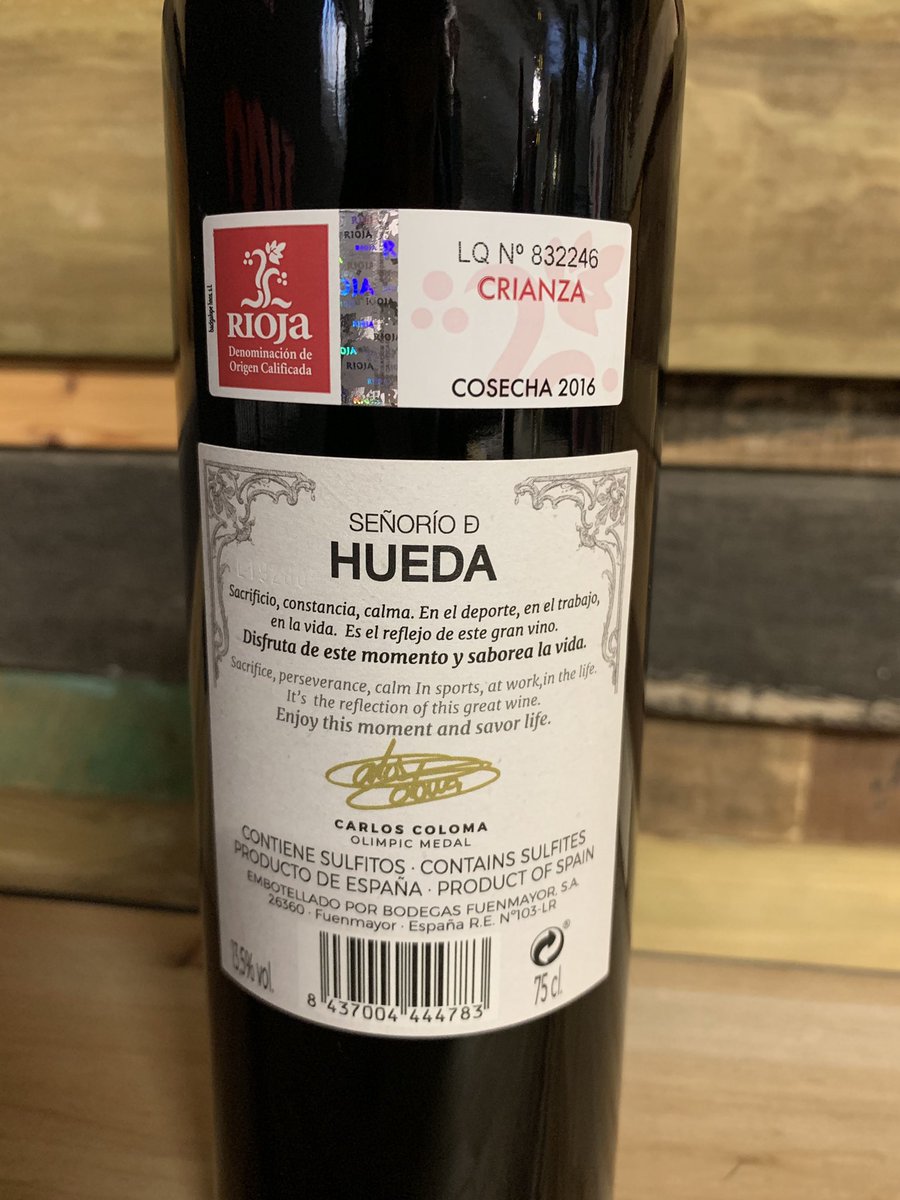 RIOJA
Denominación de
Origen Calificada
RIOJA
LQ Nº 832246
CRIANZA
COSECHA 2016
SEÑORÍO Đ
HUEDA
Sacrificio, constancia, calma. En el deporte, en el trabajo,
en la vida. Es el reflejo de este gran vino.
Disfruta de este momento y saborea la vida.
Sacrifice, perseverance, calm In sports, at work,in the life.
It's the reflection of this great wine.
Enjoy this moment and savor life.
Carlos Coloma
CARLOS COLOMA
OLIMPIC MEDAL
CONTIENE SULFITOS · CONTAINS SULFITES
PRODUCTO DE ESPAÑA · PRODUCT OF SPAIN
EMBOTELLADO POR BODEGAS FUENMAYOR, S.A.
26360 · Fuenmayor · España R.E. Nº103-LR
13,5% vol.
8 437004 444783
75 cl.